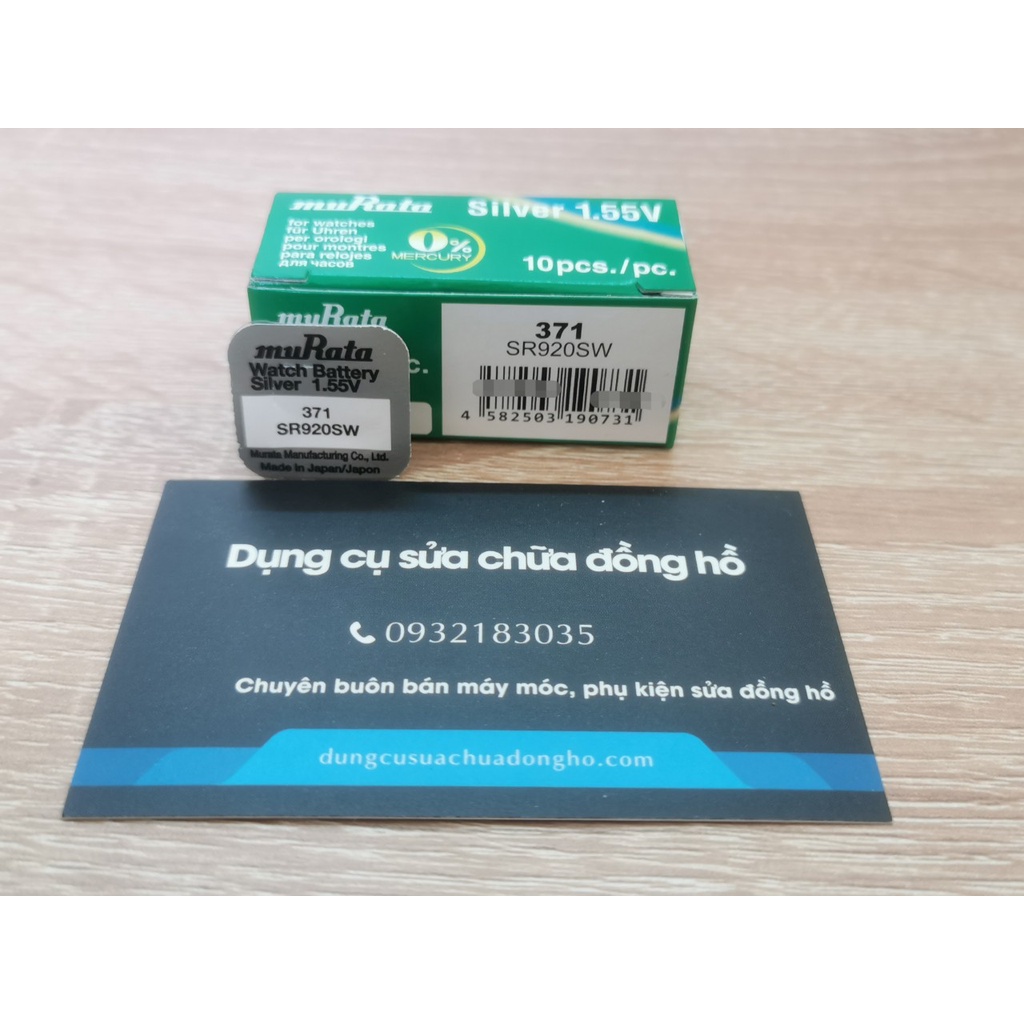 muRata
Silver 1.55V
for watches
für Uhren
per orologi
pour montres
para relojes
для часов
0%
MERCURY
10pcs./pc.
muRata
c.
371
SR920SW
4 582503 190731
muRata
Watch Battery
Silver 1.55V
371
SR920SW
Murata Manufacturing Co., Ltd.
Made in Japan/Japon
Dụng cụ sửa chữa đồng hồ
0932183035
Chuyên buôn bán máy móc, phụ kiện sửa đồng hồ
dungcusuachuadongho.com